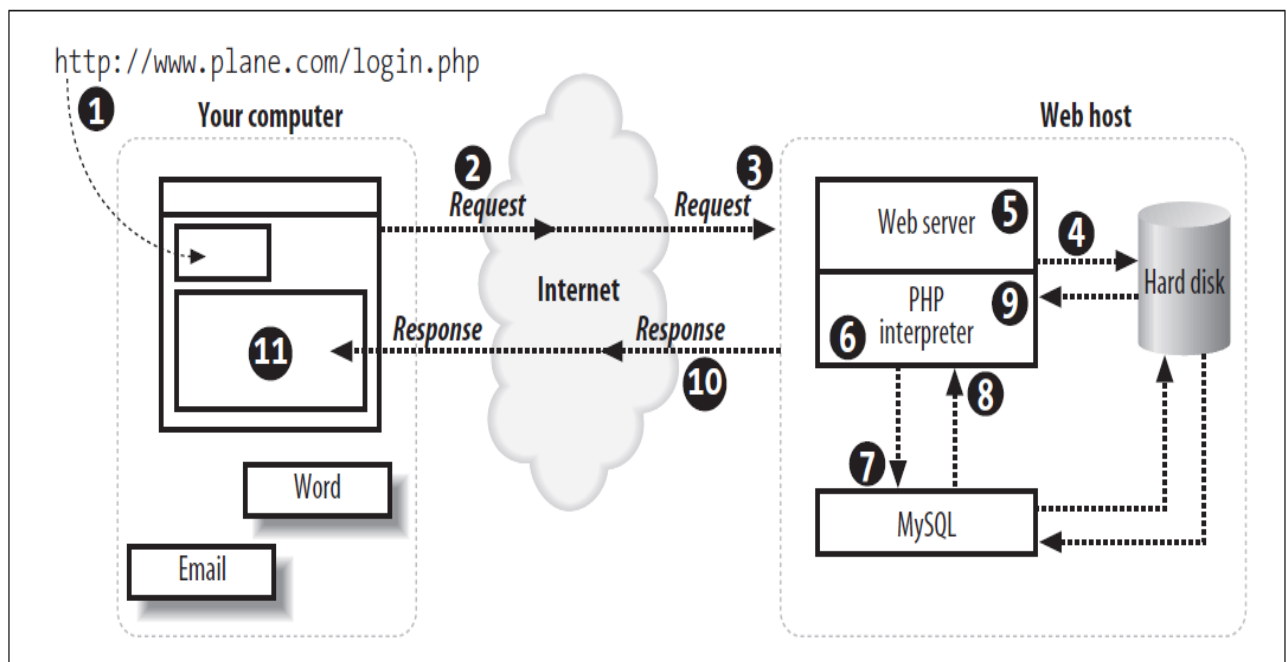 http://www.plane.com/login.php
1
Your computer
Web host
2
3
Request
Request
Web server
5
4
Hard disk
Internet
PHP
interpreter
9
6
Response
Response
11
10
8
7
Word
MySQL
Email